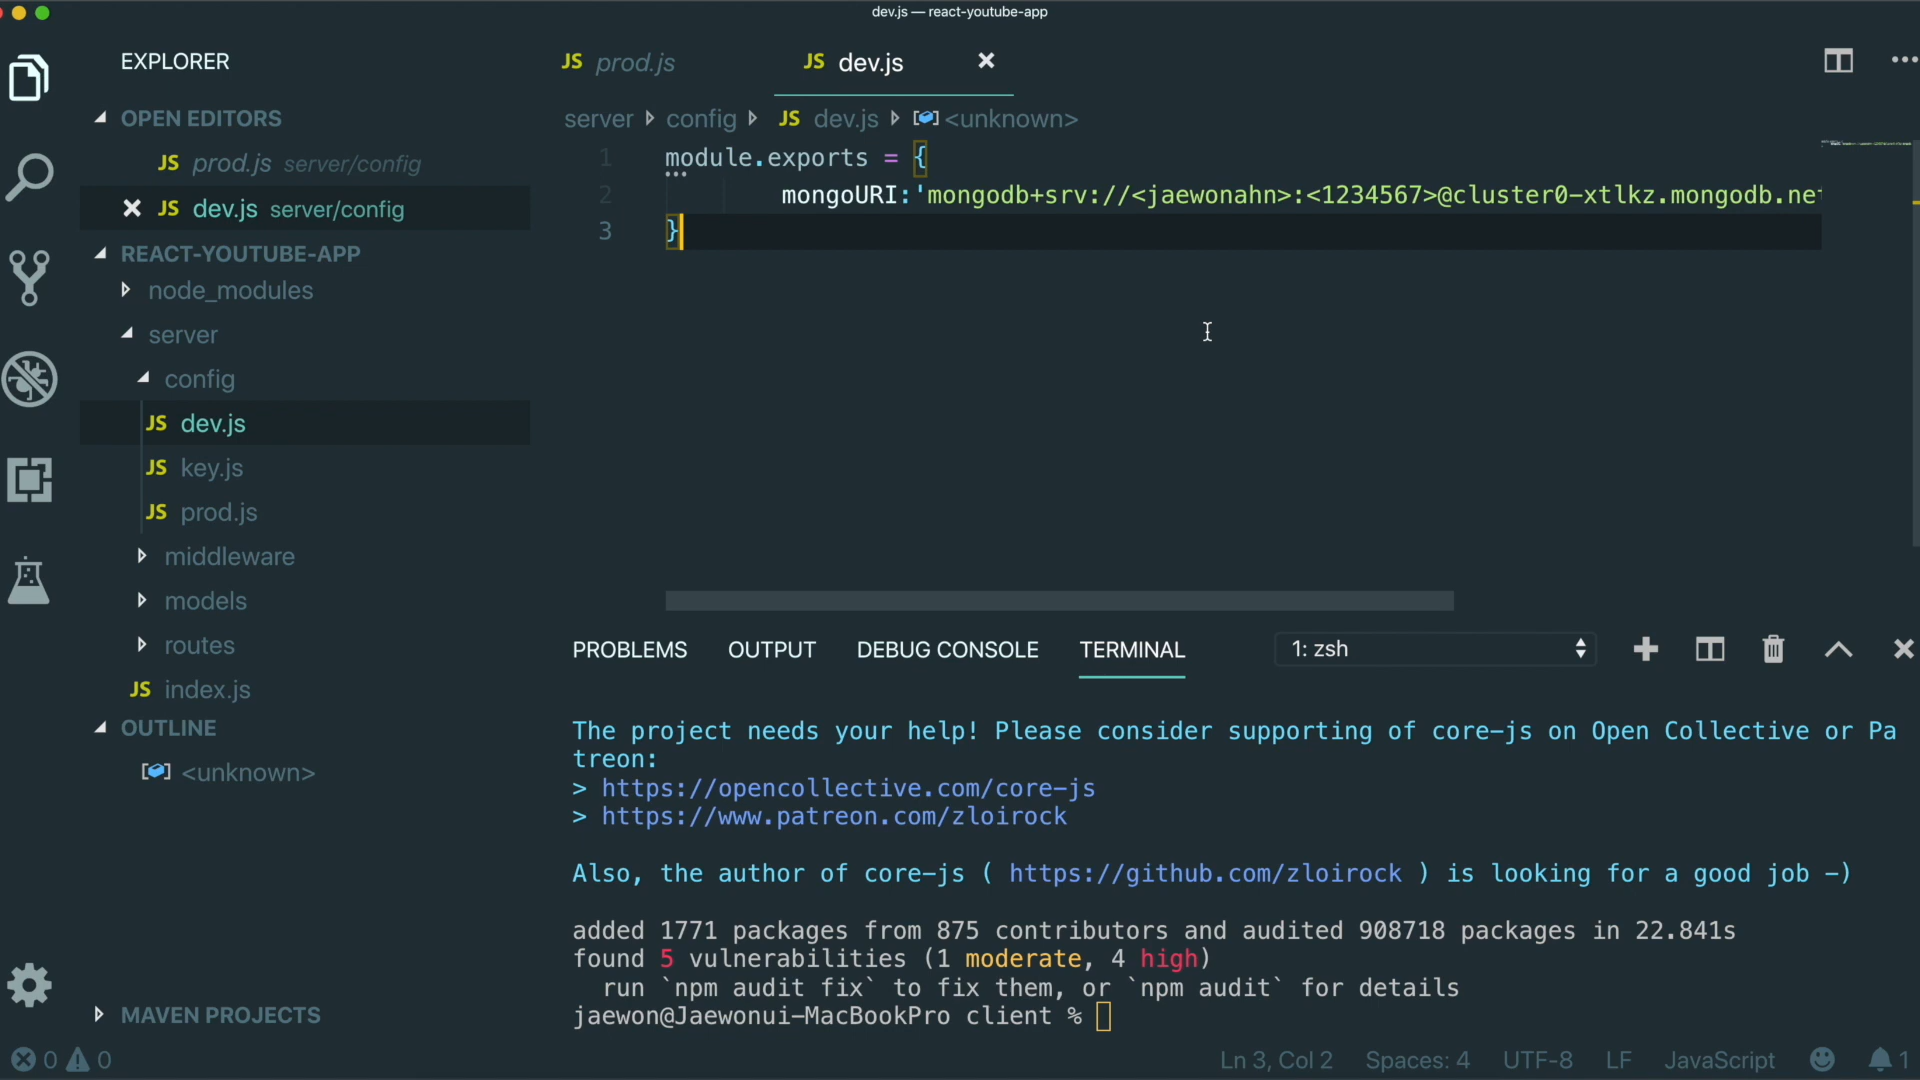 dev.js — react-youtube-app
EXPLORER
OPEN EDITORS
JS prod.js server/config
JS dev.js server/config
REACT-YOUTUBE-APP
node_modules
server
config
JS dev.js
JS key.js
JS prod.js
middleware
models
routes
JS index.js
OUTLINE
<unknown>
MAVEN PROJECTS
JS prod.js
JS dev.js
server config JS dev.js <unknown>
1 module.exports = {
2 mongoURI:'mongodb+srv://<jaewonahn>:<1234567>@cluster0-xtlkz.mongodb.net
3 }
PROBLEMS OUTPUT DEBUG CONSOLE TERMINAL 1: zsh
The project needs your help! Please consider supporting of core-js on Open Collective or Pa
treon:
> https://opencollective.com/core-js
> https://www.patreon.com/zloirock
Also, the author of core-js ( https://github.com/zloirock ) is looking for a good job -)
added 1771 packages from 875 contributors and audited 908718 packages in 22.841s
found 5 vulnerabilities (1 moderate, 4 high)
run `npm audit fix` to fix them, or `npm audit` for details
jaewon@Jaewonui-MacBookPro client %
0 0 Ln 3, Col 2 Spaces: 4 UTF-8 LF JavaScript 1